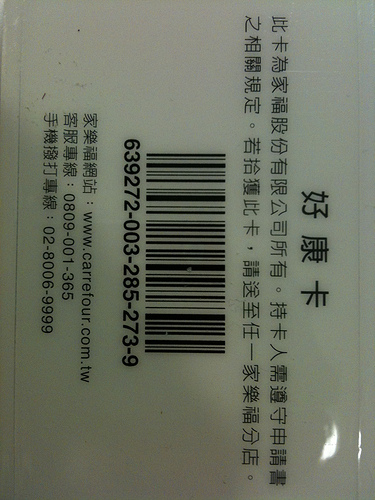 好康卡
此卡為家福股份有限公司所有。持卡人需遵守申請書
之相關規定。若拾獲此卡，請送至任一家樂福分店。
639272-003-285-273-9
家樂福網站：www.carrefour.com.tw
客服專線：0809-001-365
手機撥打專線：02-8006-9999